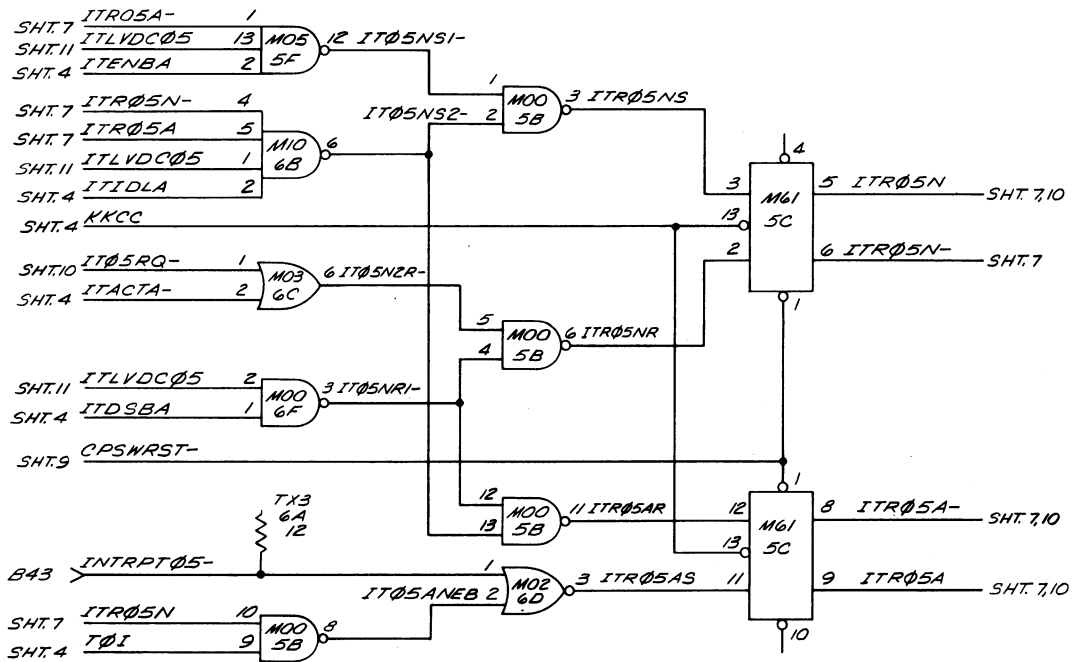 SHT. 7 ITRO5A- 1
SHT. 11 ITLVDCØ5 13
SHT. 4 ITENBA 2
MO5 5F
12 ITØ5NS1-
SHT. 7 ITRØ5N- 4
SHT. 7 ITRØ5A 5
SHT. 11 ITLVDCØ5 1
SHT. 4 ITIDLA 2
M10 6B
6
ITØ5NS2-
1
2
MOO 5B
3 ITRØ5NS
SHT. 4 KKCC
4
3
13
2
M61 5C
5 ITRØ5N SHT. 7,10
6 ITRØ5N- SHT. 7
1
SHT. 10 ITØ5RQ- 1
SHT. 4 ITACTA- 2
MO3 6C
6 ITØ5N2R-
5
4
MOO 5B
6 ITRØ5NR
SHT. 11 ITLVDCØ5 2
SHT. 4 ITDSBA 1
MOO 6F
3 ITØ5NR1-
SHT. 9 CPSWRST-
1
12
13
MOO 5B
11 ITRØ5AR
12
13
11
M61 5C
8 ITRØ5A- SHT. 7,10
9 ITRØ5A SHT. 7,10
10
TX3
6A
12
B43 INTRPTØ5- 1
ITØ5ANEB 2
MO2 6D
3 ITRØ5AS
SHT. 7 ITRØ5N 10
SHT. 4 TØI 9
MOO 5B
8